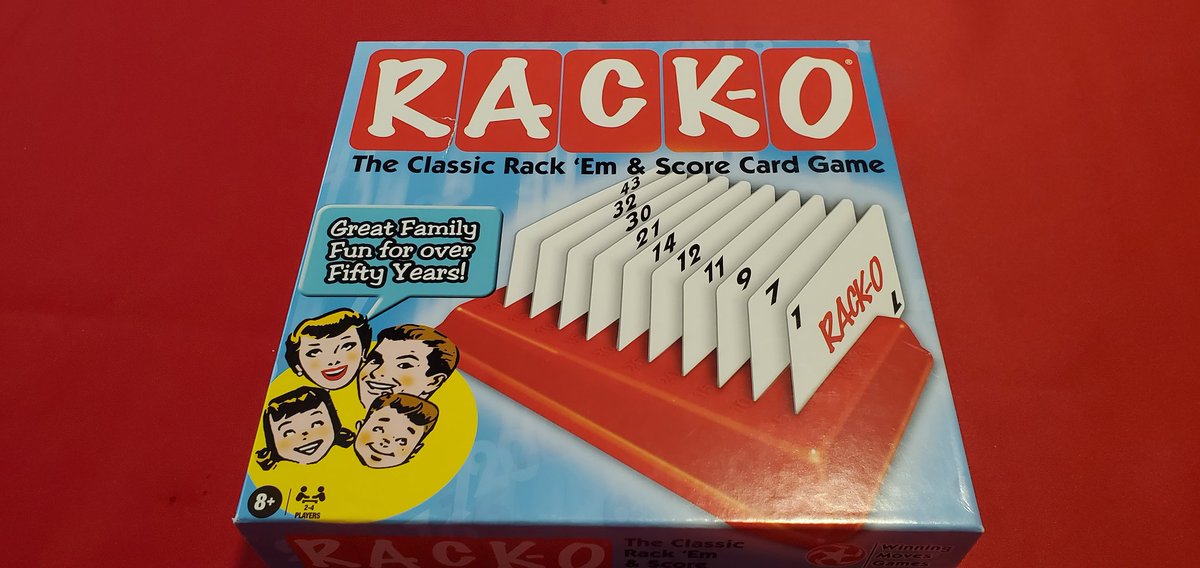 RACK-O®
The Classic Rack 'Em & Score Card Game
Great Family
Fun for over
Fifty Years!
43
32
30
21
14
12
11
9
7
1
RACK-O
1
8+
2-4
PLAYERS
RACK-O
The Classic
Rack 'Em
& Score
Winning
Moves
Games